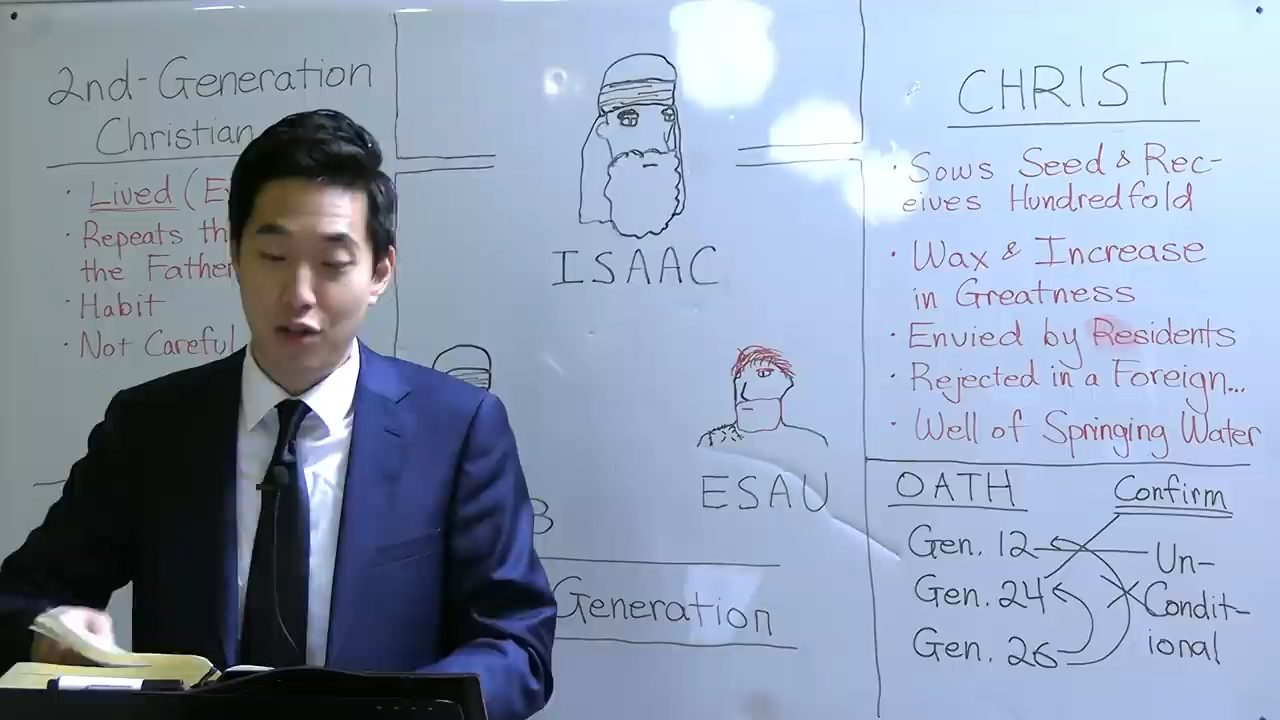 2nd-Generation
Christian
· Lived (E
· Repeats th
the Father
· Habit
· Not Careful
ISAAC
ESAU
B
Generation
CHRIST
· Sows Seed & Rec-
eives Hundredfold
· Wax & Increase
in Greatness
· Envied by Residents
· Rejected in a Foreign...
· Well of Springing Water
OATH Confirm
Gen. 12
Gen. 24
Gen. 26
Un-
Condit-
ional